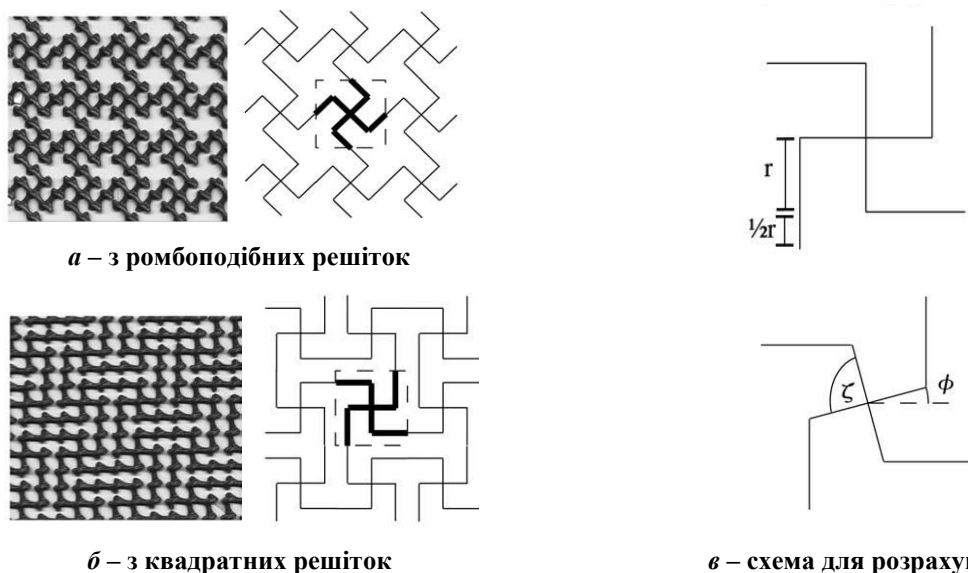 а – з ромбоподібних решіток
r
½r
ζ
ϕ
б – з квадратних решіток
в – схема для розраху